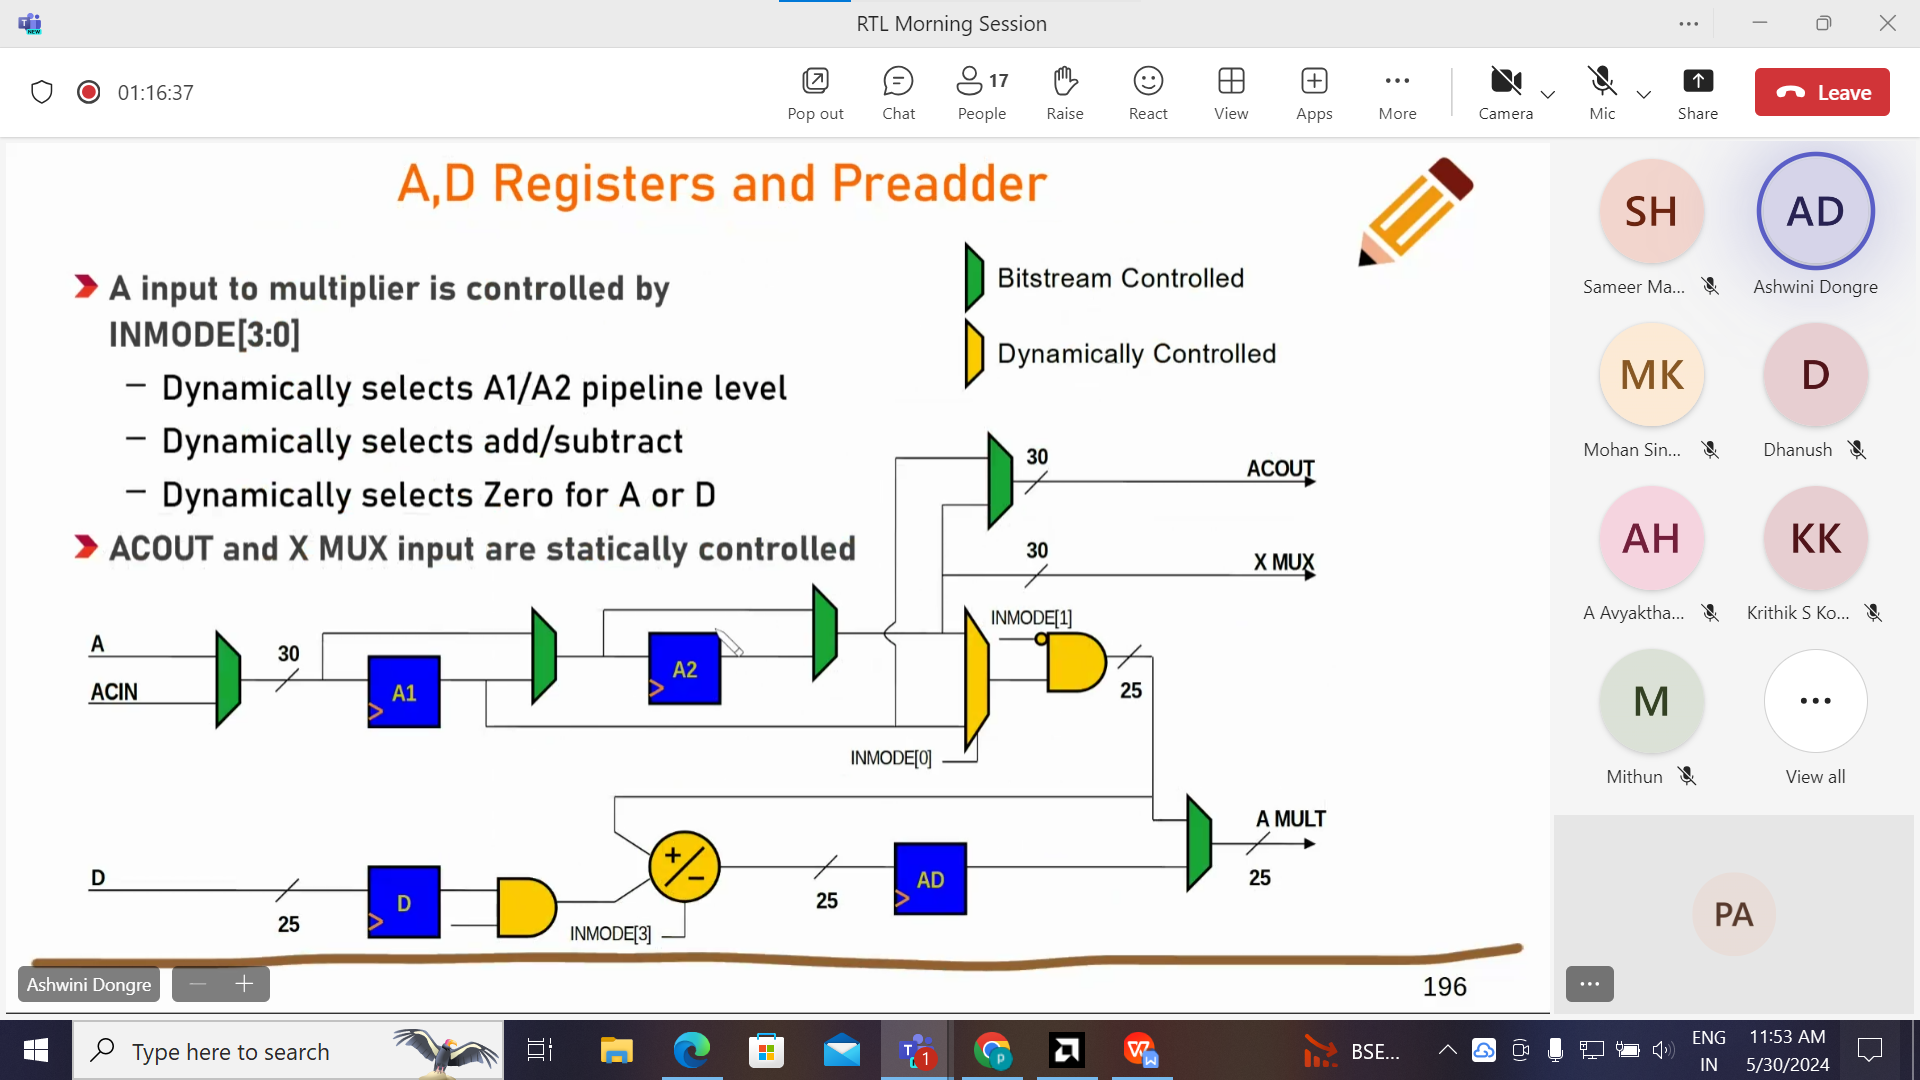 RTL Morning Session
01:16:37
Pop out
Chat
People 17
Raise
React
View
Apps
More
Camera
Mic
Share
Leave
A,D Registers and Preadder
A input to multiplier is controlled by
INMODE[3:0]
– Dynamically selects A1/A2 pipeline level
– Dynamically selects add/subtract
– Dynamically selects Zero for A or D
ACOUT and X MUX input are statically controlled
Bitstream Controlled
Dynamically Controlled
30
ACOUT
30
X MUX
INMODE[1]
A
30
ACIN
A1
A2
25
INMODE[0]
A MULT
25
D
25
D
INMODE[3]
25
AD
196
Ashwini Dongre
SH
Sameer Ma...
AD
Ashwini Dongre
MK
Mohan Sin...
D
Dhanush
AH
A Avyaktha...
KK
Krithik S Ko...
M
Mithun
View all
PA
Type here to search
BSE...
ENG
IN
11:53 AM
5/30/2024